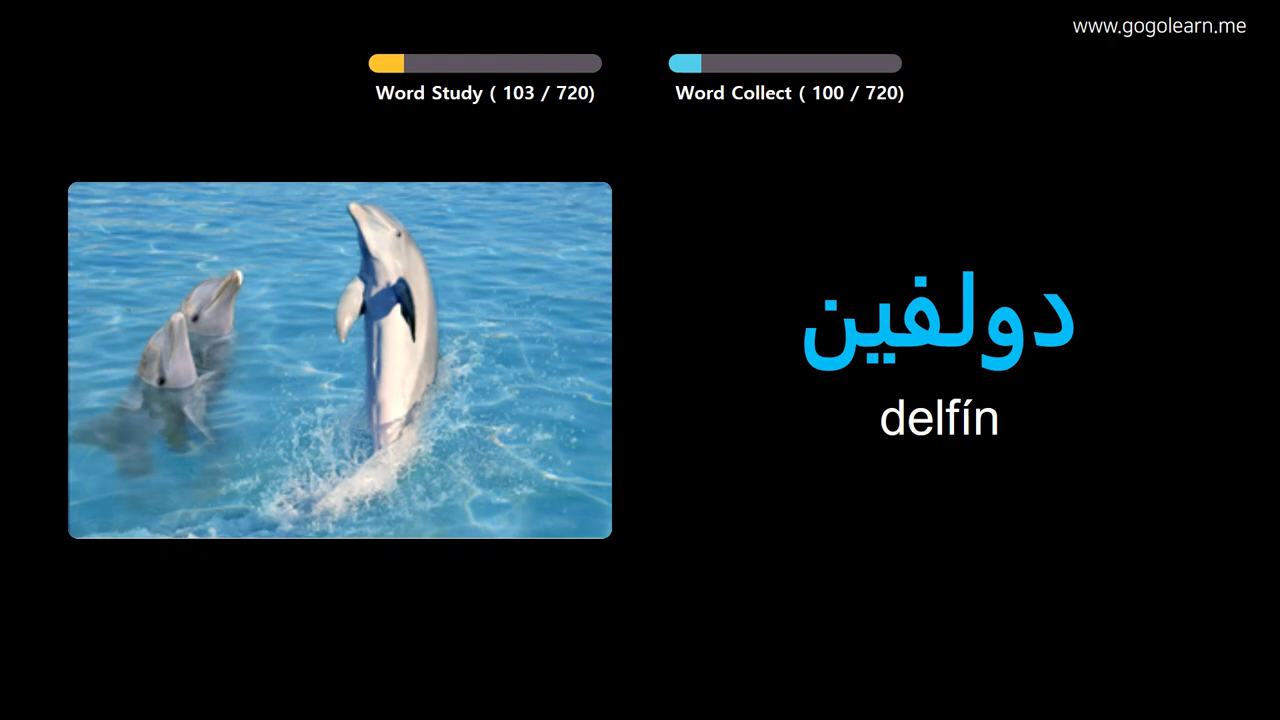 www.gogolearn.me
Word Study ( 103 / 720)
Word Collect ( 100 / 720)
دولفين
delfín